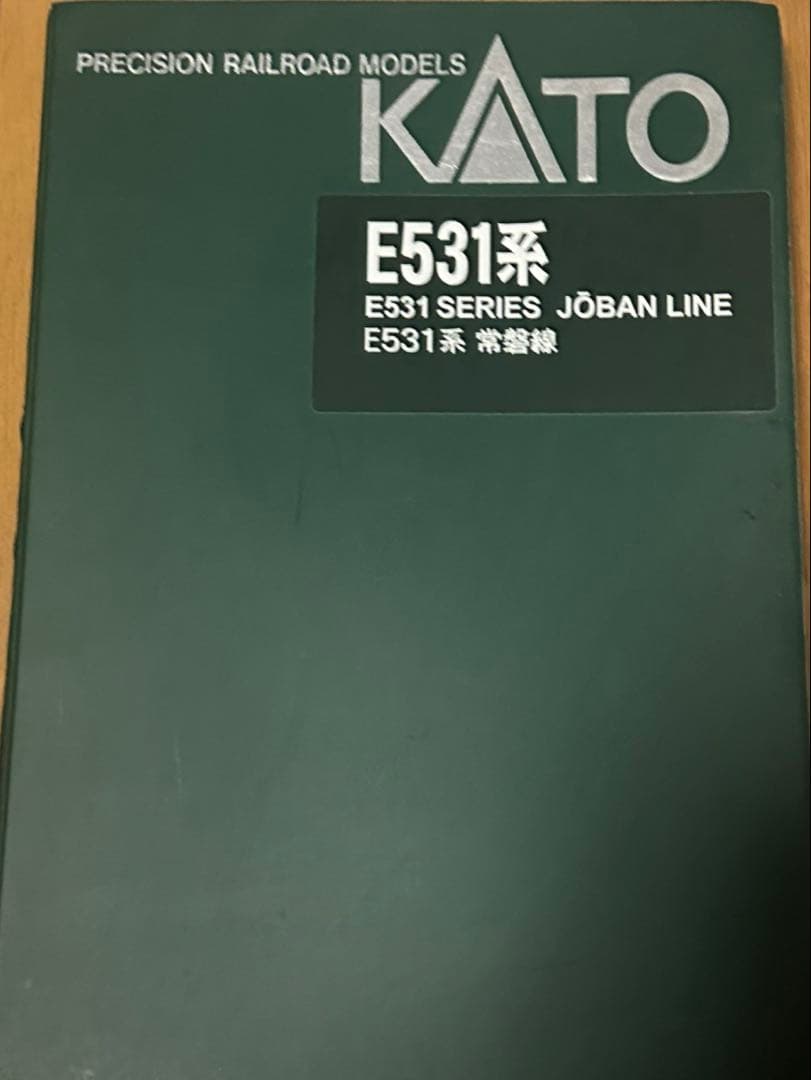 PRECISION RAILROAD MODELS
KATO
E531系
E531 SERIES JŌBAN LINE
E531系 常磐線